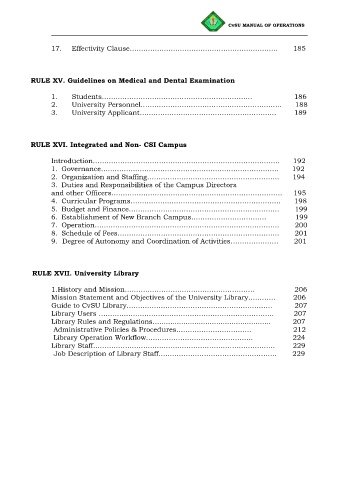 CvSU MANUAL OF OPERATIONS
17. Effectivity Clause.................................................................. 185
RULE XV. Guidelines on Medical and Dental Examination
1. Students.................................................................. 186
2. University Personnel.................................................................. 188
3. University Applicant.................................................................. 189
RULE XVI. Integrated and Non- CSI Campus
Introduction.................................................................. 192
1. Governance.................................................................. 192
2. Organization and Staffing.................................................................. 194
3. Duties and Responsibilities of the Campus Directors
and other Officers.................................................................. 195
4. Curricular Programs.................................................................. 198
5. Budget and Finance.................................................................. 199
6. Establishment of New Branch Campus.............................. 199
7. Operation.................................................................. 200
8. Schedule of Fees.................................................................. 201
9. Degree of Autonomy and Coordination of Activities.................... 201
RULE XVII. University Library
1.History and Mission.................................................................. 206
Mission Statement and Objectives of the University Library............ 206
Guide to CvSU Library.................................................................. 207
Library Users .................................................................. 207
Library Rules and Regulations.................................................. 207
Administrative Policies & Procedures.............................. 212
Library Operation Workflow.............................................. 224
Library Staff.................................................................. 229
Job Description of Library Staff.................................................. 229